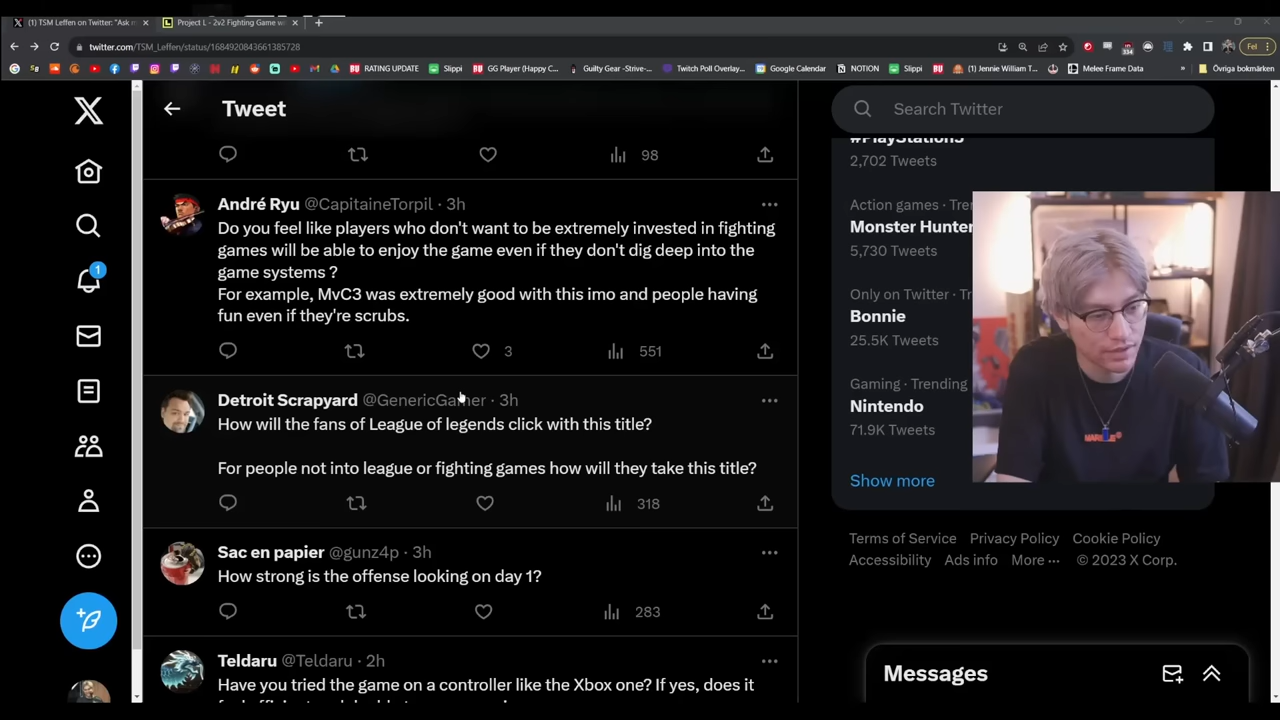 (1) TSM Leffen on Twitter: "Ask m
Project L - 2v2 Fighting Game w
twitter.com/TSM_Leffen/status/1684920843661385728
334
Fel
RATING UPDATE
Slippi
GG Player (Happy C...
Guilty Gear -Strive-...
Twitch Poll Overlay...
Google Calendar
NOTION
Slippi
(1) Jennie William T...
Melee Frame Data
Övriga bokmärken
Tweet
Search Twitter
98
#PlayStation5
2,702 Tweets
André Ryu @CapitaineTorpil · 3h
Do you feel like players who don't want to be extremely invested in fighting
games will be able to enjoy the game even if they don't dig deep into the
game systems ?
For example, MvC3 was extremely good with this imo and people having
fun even if they're scrubs.
3
551
Action games · Tre
Monster Hunter
5,730 Tweets
Only on Twitter · Tr
Bonnie
25.5K Tweets
Gaming · Trending
Nintendo
71.9K Tweets
Show more
1
Detroit Scrapyard @GenericGamer · 3h
How will the fans of League of legends click with this title?
For people not into league or fighting games how will they take this title?
318
Terms of Service Privacy Policy Cookie Policy
Accessibility Ads info More ··· © 2023 X Corp.
Sac en papier @gunz4p · 3h
How strong is the offense looking on day 1?
283
Teldaru @Teldaru · 2h
Have you tried the game on a controller like the Xbox one? If yes, does it
Messages